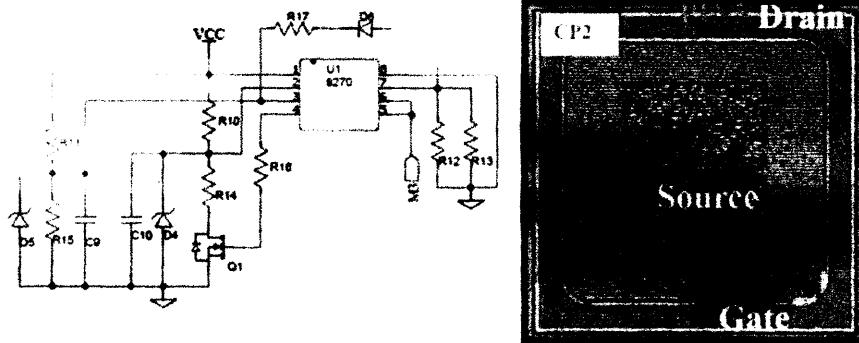 R17
D6
VCC
U1
8270
R10
R11
R16
R12
R13
R14
M3
D5
R15
C9
C10
D4
Q1
CP2
Drain
Source
Gate